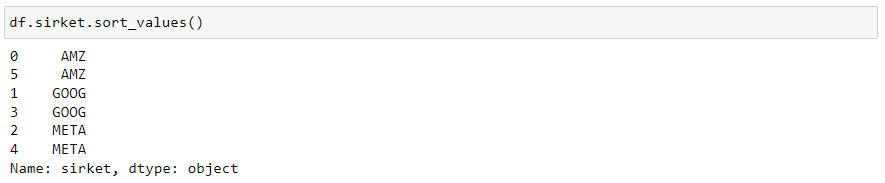 df.sirket.sort_values()
0     AMZ
5     AMZ
1    GOOG
3    GOOG
2    META
4    META
Name: sirket, dtype: object